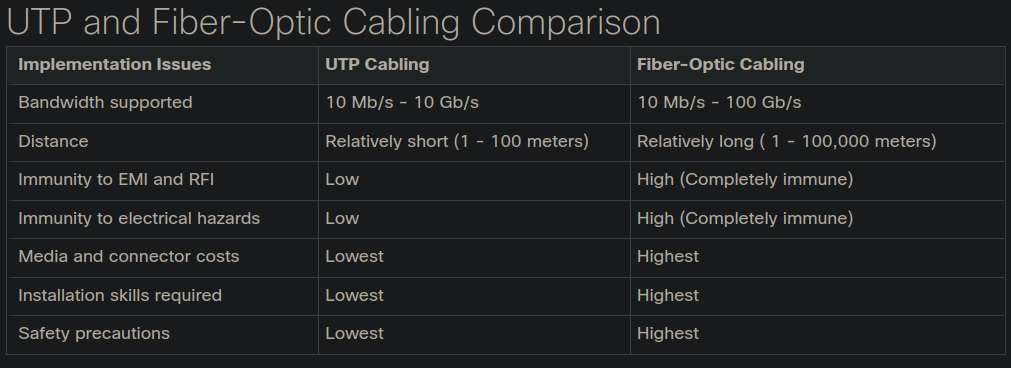 UTP and Fiber-Optic Cabling Comparison
Implementation Issues UTP Cabling Fiber-Optic Cabling
Bandwidth supported 10 Mb/s - 10 Gb/s 10 Mb/s - 100 Gb/s
Distance Relatively short (1 - 100 meters) Relatively long ( 1 - 100,000 meters)
Immunity to EMI and RFI Low High (Completely immune)
Immunity to electrical hazards Low High (Completely immune)
Media and connector costs Lowest Highest
Installation skills required Lowest Highest
Safety precautions Lowest Highest